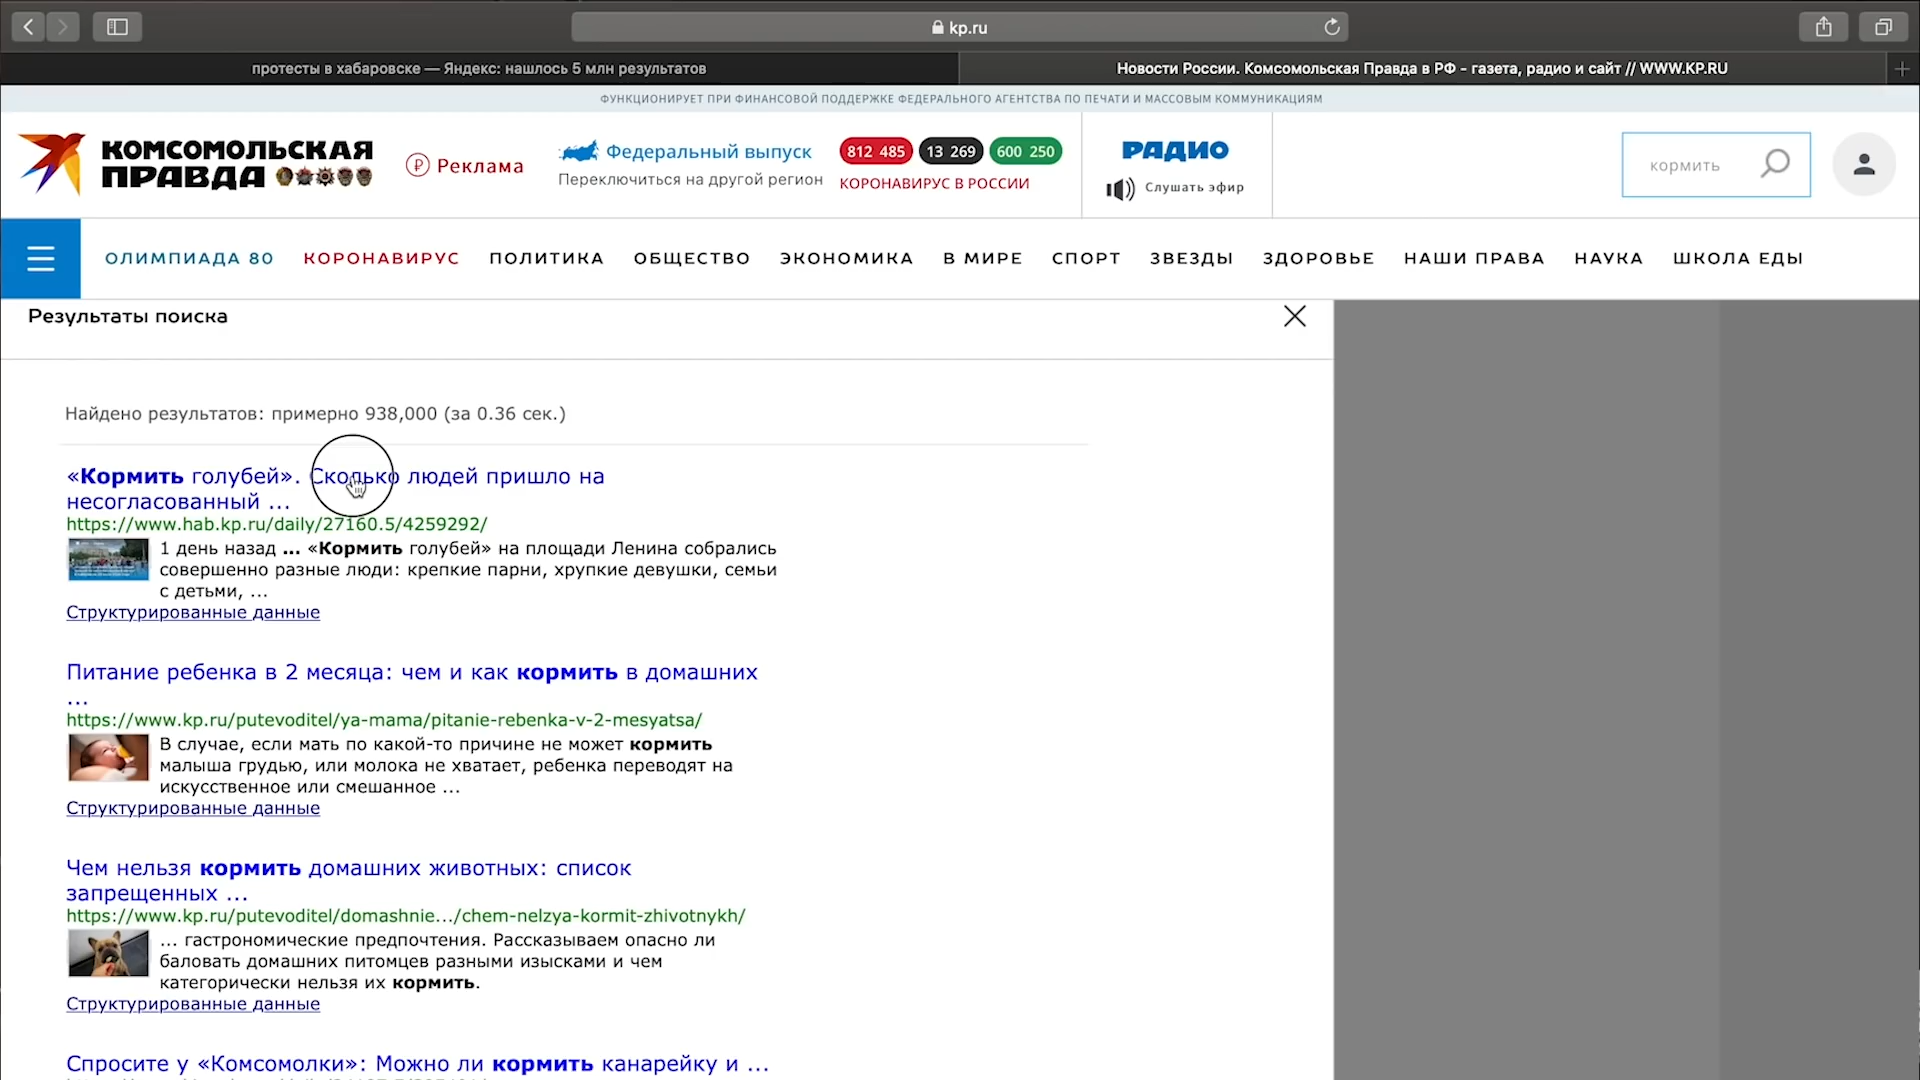 kp.ru
протесты в хабаровске — Яндекс: нашлось 5 млн результатов
Новости России. Комсомольская Правда в РФ - газета, радио и сайт // WWW.KP.RU
ФУНКЦИОНИРУЕТ ПРИ ФИНАНСОВОЙ ПОДДЕРЖКЕ ФЕДЕРАЛЬНОГО АГЕНТСТВА ПО ПЕЧАТИ И МАССОВЫМ КОММУНИКАЦИЯМ
КОМСОМОЛЬСКАЯ
ПРАВДА
Реклама
Федеральный выпуск
Переключиться на другой регион
812 485 13 269 600 250
КОРОНАВИРУС В РОССИИ
РАДИО
Слушать эфир
кормить
ОЛИМПИАДА 80 КОРОНАВИРУС ПОЛИТИКА ОБЩЕСТВО ЭКОНОМИКА В МИРЕ СПОРТ ЗВЕЗДЫ ЗДОРОВЬЕ НАШИ ПРАВА НАУКА ШКОЛА ЕДЫ
Результаты поиска
Найдено результатов: примерно 938,000 (за 0.36 сек.)
«Кормить голубей». Сколько людей пришло на
несогласованный ...
https://www.hab.kp.ru/daily/27160.5/4259292/
1 день назад ... «Кормить голубей» на площади Ленина собрались
совершенно разные люди: крепкие парни, хрупкие девушки, семьи
с детьми, ...
Структурированные данные
Питание ребенка в 2 месяца: чем и как кормить в домашних
...
https://www.kp.ru/putevoditel/ya-mama/pitanie-rebenka-v-2-mesyatsa/
В случае, если мать по какой-то причине не может кормить
малыша грудью, или молока не хватает, ребенка переводят на
искусственное или смешанное ...
Структурированные данные
Чем нельзя кормить домашних животных: список
запрещенных ...
https://www.kp.ru/putevoditel/domashnie.../chem-nelzya-kormit-zhivotnykh/
... гастрономические предпочтения. Рассказываем опасно ли
баловать домашних питомцев разными изысками и чем
категорически нельзя их кормить.
Структурированные данные
Спросите у «Комсомолки»: Можно ли кормить канарейку и ...